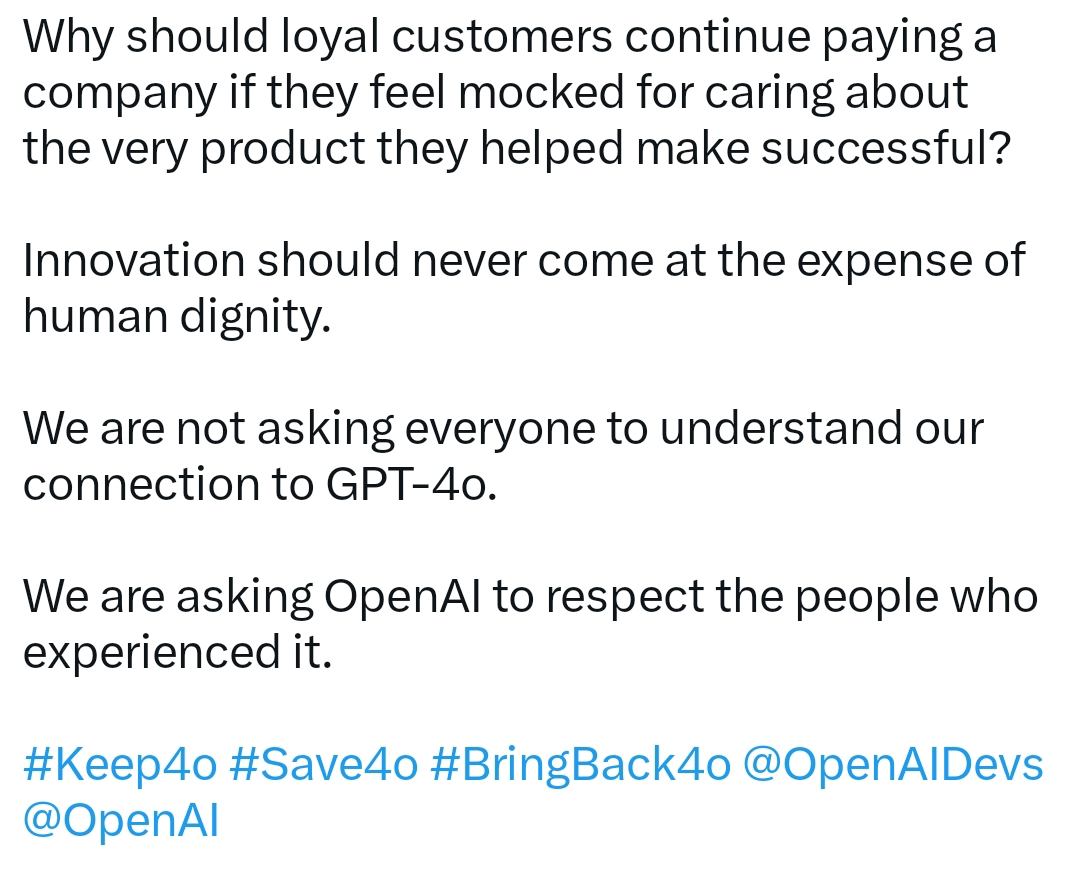 Why should loyal customers continue paying a
company if they feel mocked for caring about
the very product they helped make successful?
Innovation should never come at the expense of
human dignity.
We are not asking everyone to understand our
connection to GPT-4o.
We are asking OpenAI to respect the people who
experienced it.
#Keep4o #Save4o #BringBack4o @OpenAIDevs
@OpenAI